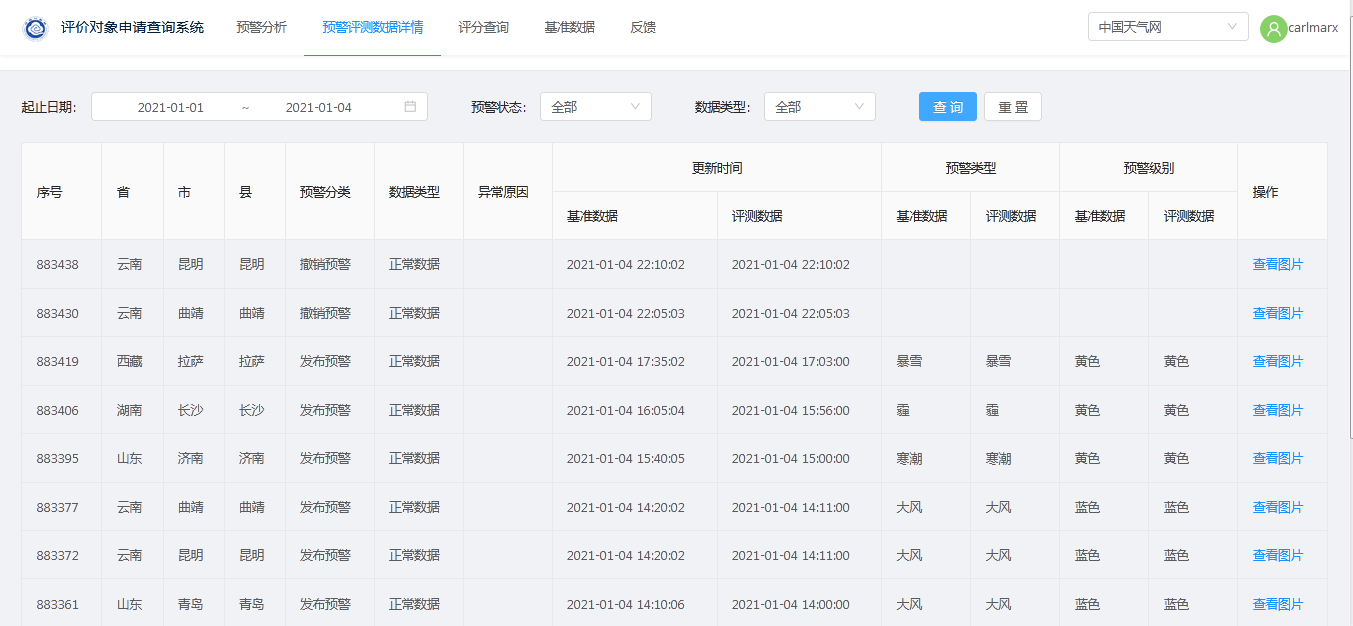 评价对象申请查询系统 预警分析 预警评测数据详情 评分查询 基准数据 反馈 中国天气网 carlmarx
起止日期: 2021-01-01 ~ 2021-01-04 预警状态: 全部 数据类型: 全部 查询 重置
序号 省 市 县 预警分类 数据类型 异常原因 更新时间 预警类型 预警级别 操作
基准数据 评测数据 基准数据 评测数据 基准数据 评测数据
883438 云南 昆明 昆明 撤销预警 正常数据 2021-01-04 22:10:02 2021-01-04 22:10:02 查看图片
883430 云南 曲靖 曲靖 撤销预警 正常数据 2021-01-04 22:05:03 2021-01-04 22:05:03 查看图片
883419 西藏 拉萨 拉萨 发布预警 正常数据 2021-01-04 17:35:02 2021-01-04 17:03:00 暴雪 暴雪 黄色 黄色 查看图片
883406 湖南 长沙 长沙 发布预警 正常数据 2021-01-04 16:05:04 2021-01-04 15:56:00 霾 霾 黄色 黄色 查看图片
883395 山东 济南 济南 发布预警 正常数据 2021-01-04 15:40:05 2021-01-04 15:00:00 寒潮 寒潮 黄色 黄色 查看图片
883377 云南 曲靖 曲靖 发布预警 正常数据 2021-01-04 14:20:02 2021-01-04 14:11:00 大风 大风 蓝色 蓝色 查看图片
883372 云南 昆明 昆明 发布预警 正常数据 2021-01-04 14:20:02 2021-01-04 14:11:00 大风 大风 蓝色 蓝色 查看图片
883361 山东 青岛 青岛 发布预警 正常数据 2021-01-04 14:10:06 2021-01-04 14:00:00 大风 大风 蓝色 蓝色 查看图片